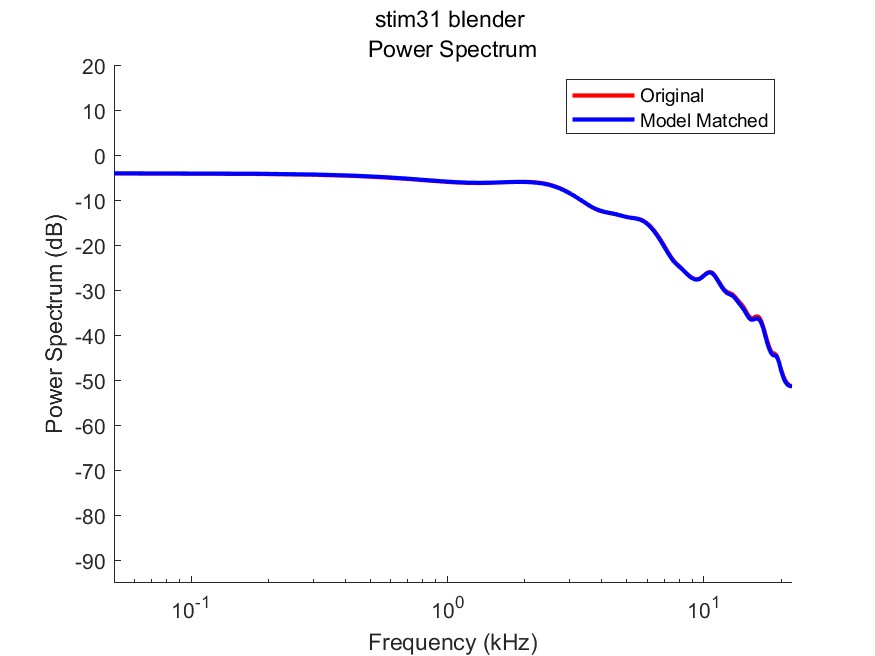 stim31 blender
Power Spectrum
Original
Model Matched
20
10
0
-10
-20
-30
-40
-50
-60
-70
-80
-90
Power Spectrum (dB)
10^-1
10^0
10^1
Frequency (kHz)